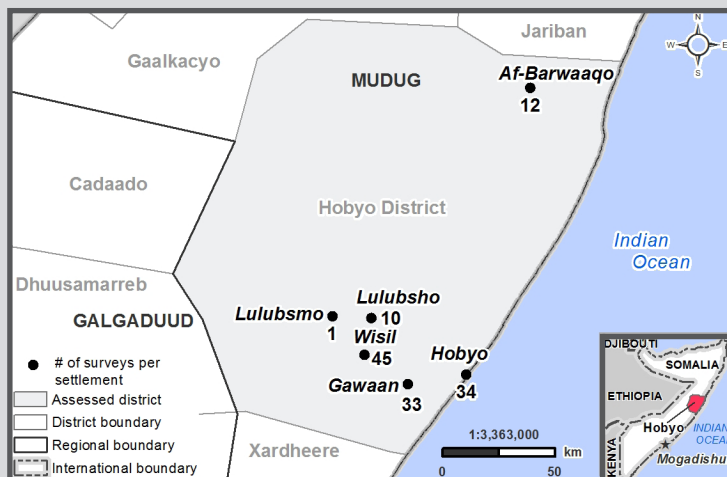 Jariban
N
W
E
S
Gaalkacyo
MUDUG
Af-Barwaaqo
12
Cadaado
Hobyo District
Indian
Ocean
Dhuusamarreb
GALGADUUD
Lulubsmo
1
Lulubsho
10
Wisil
45
Hobyo
34
Gawaan
33
Xardheere
# of surveys per
settlement
Assessed district
District boundary
Regional boundary
International boundary
1:3,363,000
km
0
50
DJIBOUTI
SOMALIA
ETHIOPIA
Hobyo
INDIAN
OCEA
KENYA
Mogadishu